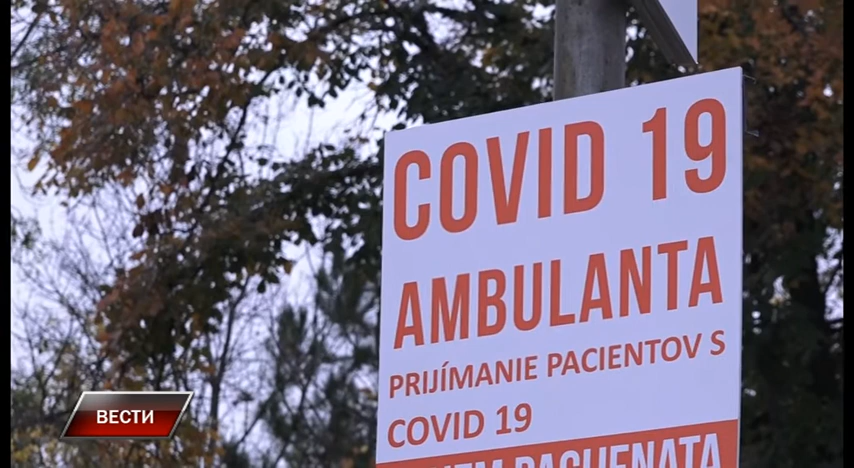 COVID 19
AMBULANTA
PRIJÍMANIE PACIENTOV S
COVID 19
ВЕСТИ